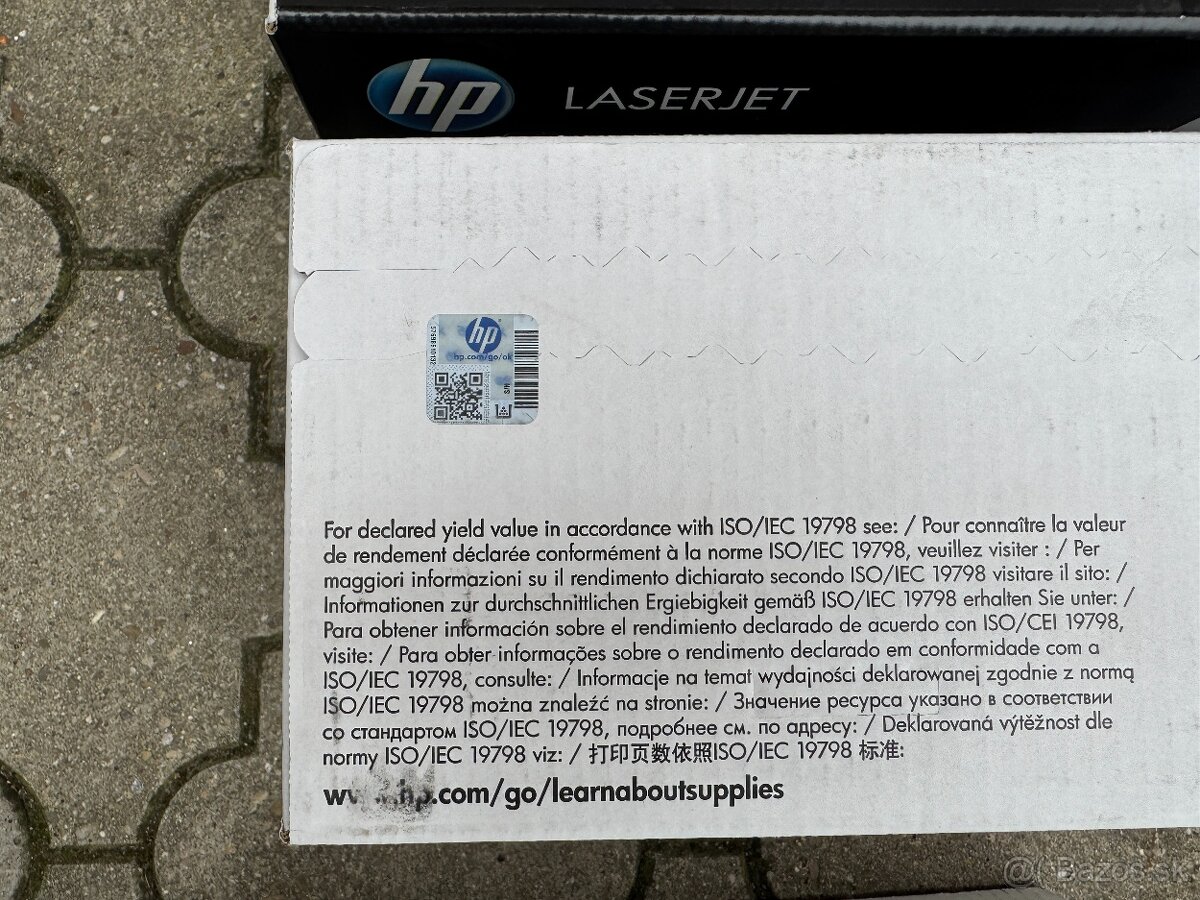 hp LASERJET
hp
hp.com/go/ok
For declared yield value in accordance with ISO/IEC 19798 see: / Pour connaître la valeur
de rendement déclarée conformément à la norme ISO/IEC 19798, veuillez visiter : / Per
maggiori informazioni su il rendimento dichiarato secondo ISO/IEC 19798 visitare il sito: /
Informationen zur durchschnittlichen Ergiebigkeit gemäß ISO/IEC 19798 erhalten Sie unter: /
Para obtener información sobre el rendimiento declarado de acuerdo con ISO/CEI 19798,
visite: / Para obter informações sobre o rendimento declarado em conformidade com a
ISO/IEC 19798, consulte: / Informacje na temat wydajności deklarowanej zgodnie z normą
ISO/IEC 19798 można znaleźć na stronie: / Значение ресурса указано в соответствии
со стандартом ISO/IEC 19798, подробнее см. по адресу: / Deklarovaná výtěžnost dle
normy ISO/IEC 19798 viz: / 打印页数依照ISO/IEC 19798 标准:
www.hp.com/go/learnaboutsupplies
Bazos.sk